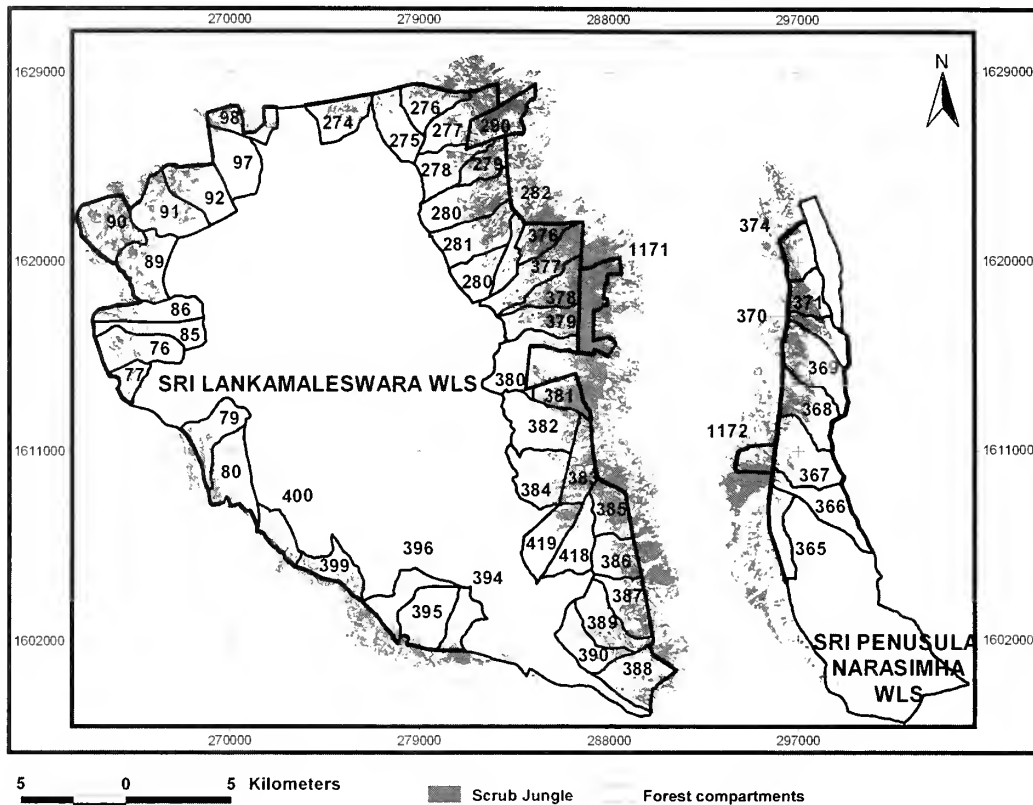 270000 279000 288000 297000
1629000 1629000
N
98 274 276 290
275 277
97 278 279
92 282
90 91 280 374
376 1171
89 281 377
1620000 1620000
280 378 371
86 379 370
85
76 369
77 380
SRI LANKAMALESWARA WLS
381 368
79 382 1172
1611000 1611000
80 383 367
384
400 385 366
419 418 365
396 386
399 394 387
395 389
1602000 1602000
390 388
SRI PENUSULA
NARASIMHA
WLS
270000 279000 288000 297000
5 0 5 Kilometers
Scrub Jungle Forest compartments